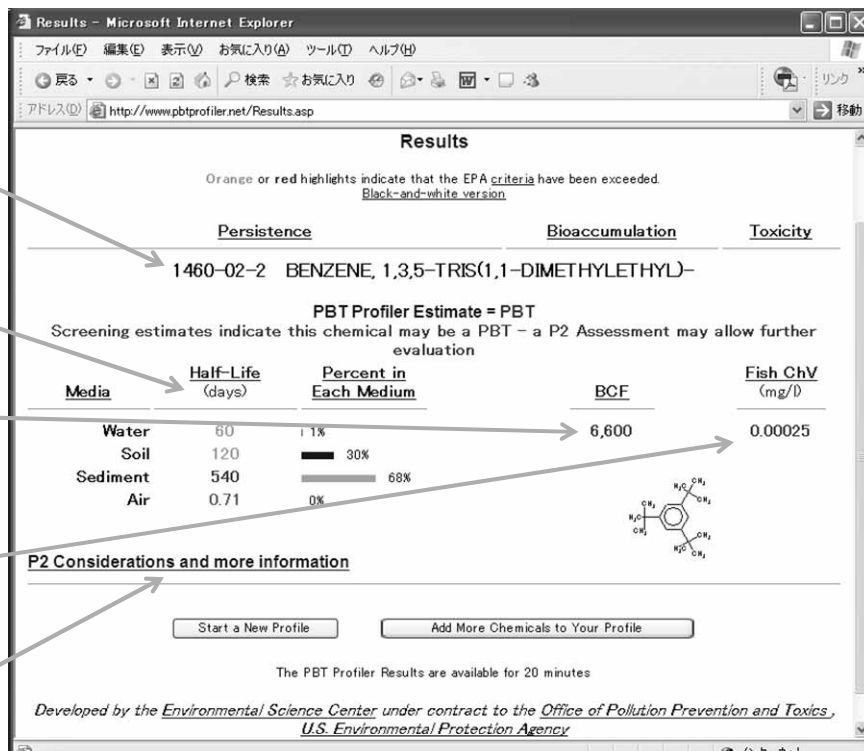 Results - Microsoft Internet Explorer
ファイル(F) 編集(E) 表示(V) お気に入り(A) ツール(T) ヘルプ(H)
戻る 検索 お気に入り リンク
アドレス(D) http://www.pbtprofiler.net/Results.asp 移動
Results
Orange or red highlights indicate that the EPA criteria have been exceeded.
Black-and-white version
Persistence Bioaccumulation Toxicity
1460-02-2 BENZENE, 1,3,5-TRIS(1,1-DIMETHYLETHYL)-
PBT Profiler Estimate = PBT
Screening estimates indicate this chemical may be a PBT - a P2 Assessment may allow further
evaluation
Half-Life Percent in Fish ChV
Media (days) Each Medium BCF (mg/l)
Water 60 1% 6,600 0.00025
Soil 120 30%
Sediment 540 68%
Air 0.71 0%
P2 Considerations and more information
Start a New Profile Add More Chemicals to Your Profile
The PBT Profiler Results are available for 20 minutes
Developed by the Environmental Science Center under contract to the Office of Pollution Prevention and Toxics ,
U.S. Environmental Protection Agency